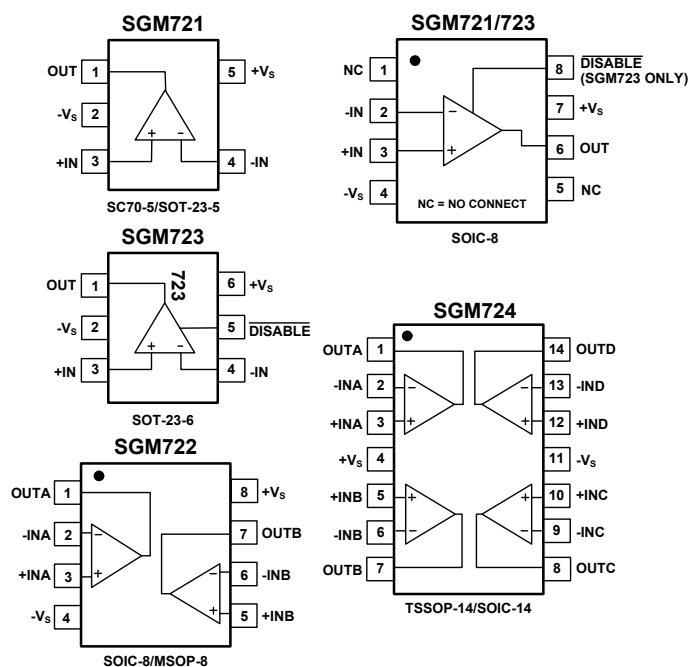 SGM721
OUT 1 5 +VS
-VS 2
+IN 3 4 -IN
+ -
SC70-5/SOT-23-5
SGM721/723
NC 1 8 DISABLE
(SGM723 ONLY)
-IN 2 - 7 +VS
+IN 3 + 6 OUT
-VS 4 5 NC
NC = NO CONNECT
SOIC-8
SGM723
723
OUT 1 6 +VS
-VS 2 5 DISABLE
+IN 3 4 -IN
+ -
SOT-23-6
SGM724
OUTA 1 14 OUTD
-INA 2 - - 13 -IND
+INA 3 + + 12 +IND
+VS 4 11 -VS
+INB 5 + + 10 +INC
-INB 6 - - 9 -INC
OUTB 7 8 OUTC
TSSOP-14/SOIC-14
SGM722
OUTA 1 8 +VS
-INA 2 - 7 OUTB
+INA 3 + - 6 -INB
-VS 4 + 5 +INB
SOIC-8/MSOP-8